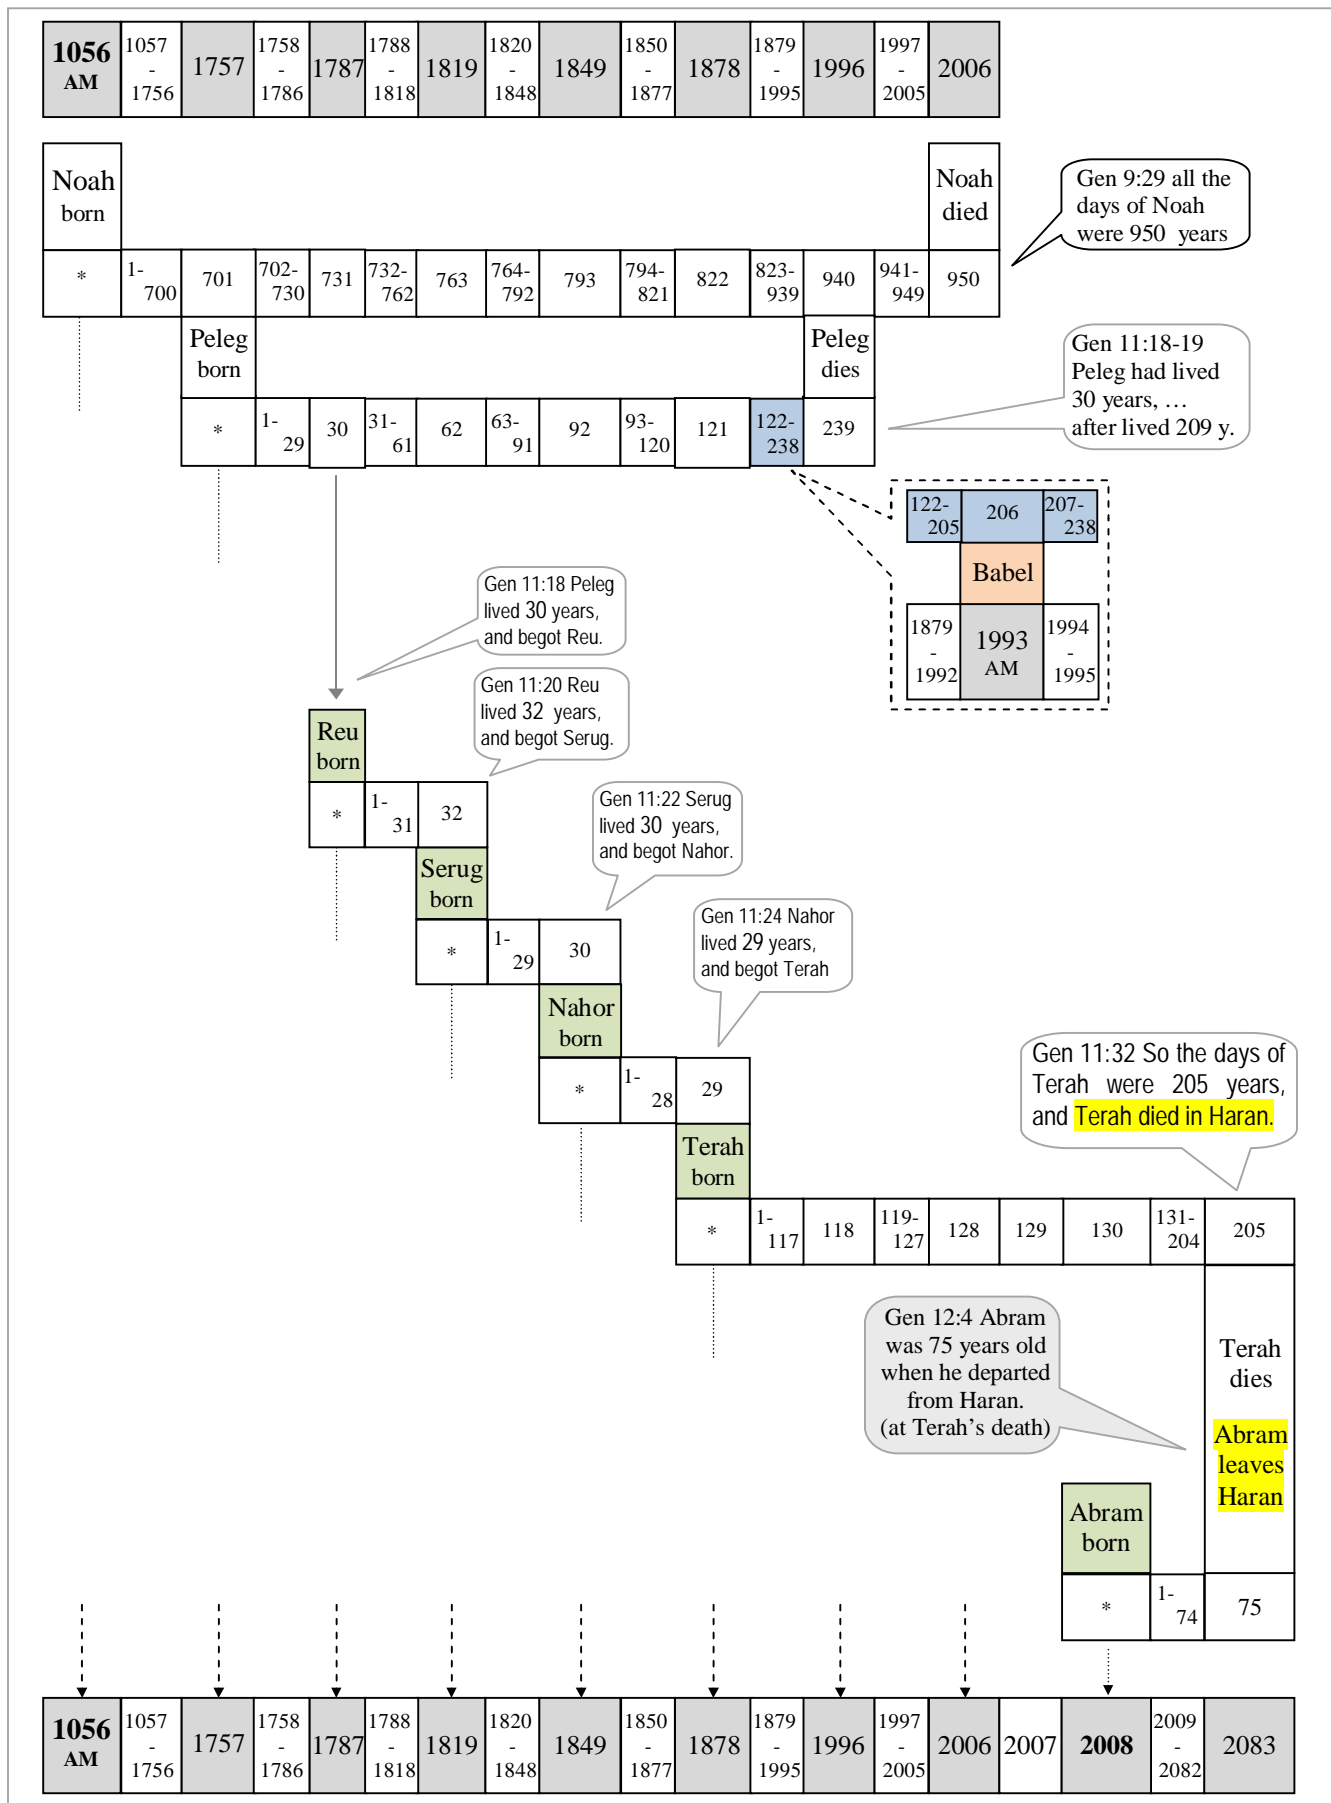 1056 1057 1757 1758 1787 1788 1819 1820 1849 1850 1878 1879 1996 1997 2006
AM - - - - - - -
1756 1786 1818 1848 1877 1995 2005
Noah
born
Noah
died
Gen 9:29 all the
days of Noah
were 950 years
* 1- 701 702- 731 732- 763 764- 793 794- 822 823- 940 941- 950
700 730 762 792 821 939 949
Peleg
born
Peleg
dies
Gen 11:18-19
Peleg had lived
30 years, …
after lived 209 y.
* 1- 30 31- 62 63- 92 93- 121 122- 239
29 61 91 120 238
122- 206 207-
205 238
Babel
1879 1993 1994
- AM -
1992 1995
Gen 11:18 Peleg
lived 30 years,
and begot Reu.
Gen 11:20 Reu
lived 32 years,
and begot Serug.
Reu
born
* 1- 32
31
Gen 11:22 Serug
lived 30 years,
and begot Nahor.
Serug
born
* 1- 30
29
Gen 11:24 Nahor
lived 29 years,
and begot Terah
Nahor
born
* 1- 29
28
Gen 11:32 So the days of
Terah were 205 years,
and Terah died in Haran.
Terah
born
* 1- 118 119- 128 129 130 131- 205
117 127 204
Gen 12:4 Abram
was 75 years old
when he departed
from Haran.
(at Terah's death)
Terah
dies
Abram
leaves
Haran
Abram
born
* 1- 75
74
1056 1057 1757 1758 1787 1788 1819 1820 1849 1850 1878 1879 1996 1997 2006 2007 2008 2009 2083
AM - - - - - - - -
1756 1786 1818 1848 1877 1995 2005 2082